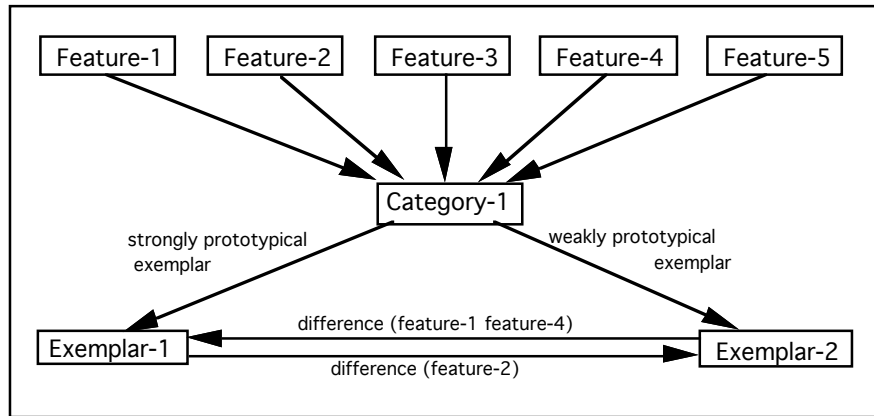 Feature-1
Feature-2
Feature-3
Feature-4
Feature-5
Category-1
strongly prototypical
exemplar
weakly prototypical
exemplar
difference (feature-1 feature-4)
Exemplar-1
Exemplar-2
difference (feature-2)